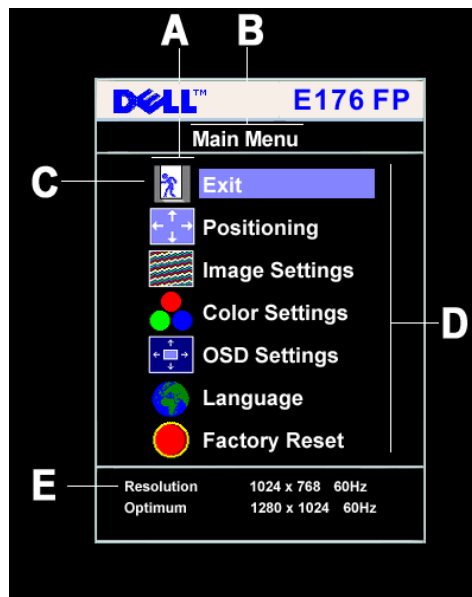 A B
DELL™ E176 FP
Main Menu
C Exit
Positioning
Image Settings
Color Settings
D
OSD Settings
Language
Factory Reset
E Resolution 1024 x 768 60Hz
Optimum 1280 x 1024 60Hz